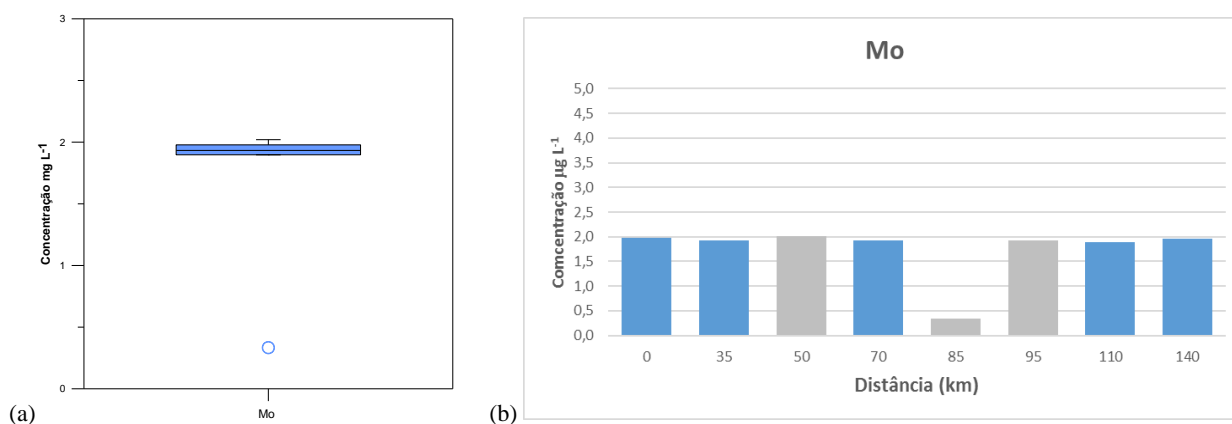 3
2
1
0
Concentração mg L-1
Mo
(a)
Mo
5,0
4,5
4,0
3,5
3,0
2,5
2,0
1,5
1,0
0,5
0,0
Comcentração µg L-1
0 35 50 70 85 95 110 140
Distância (km)
(b)